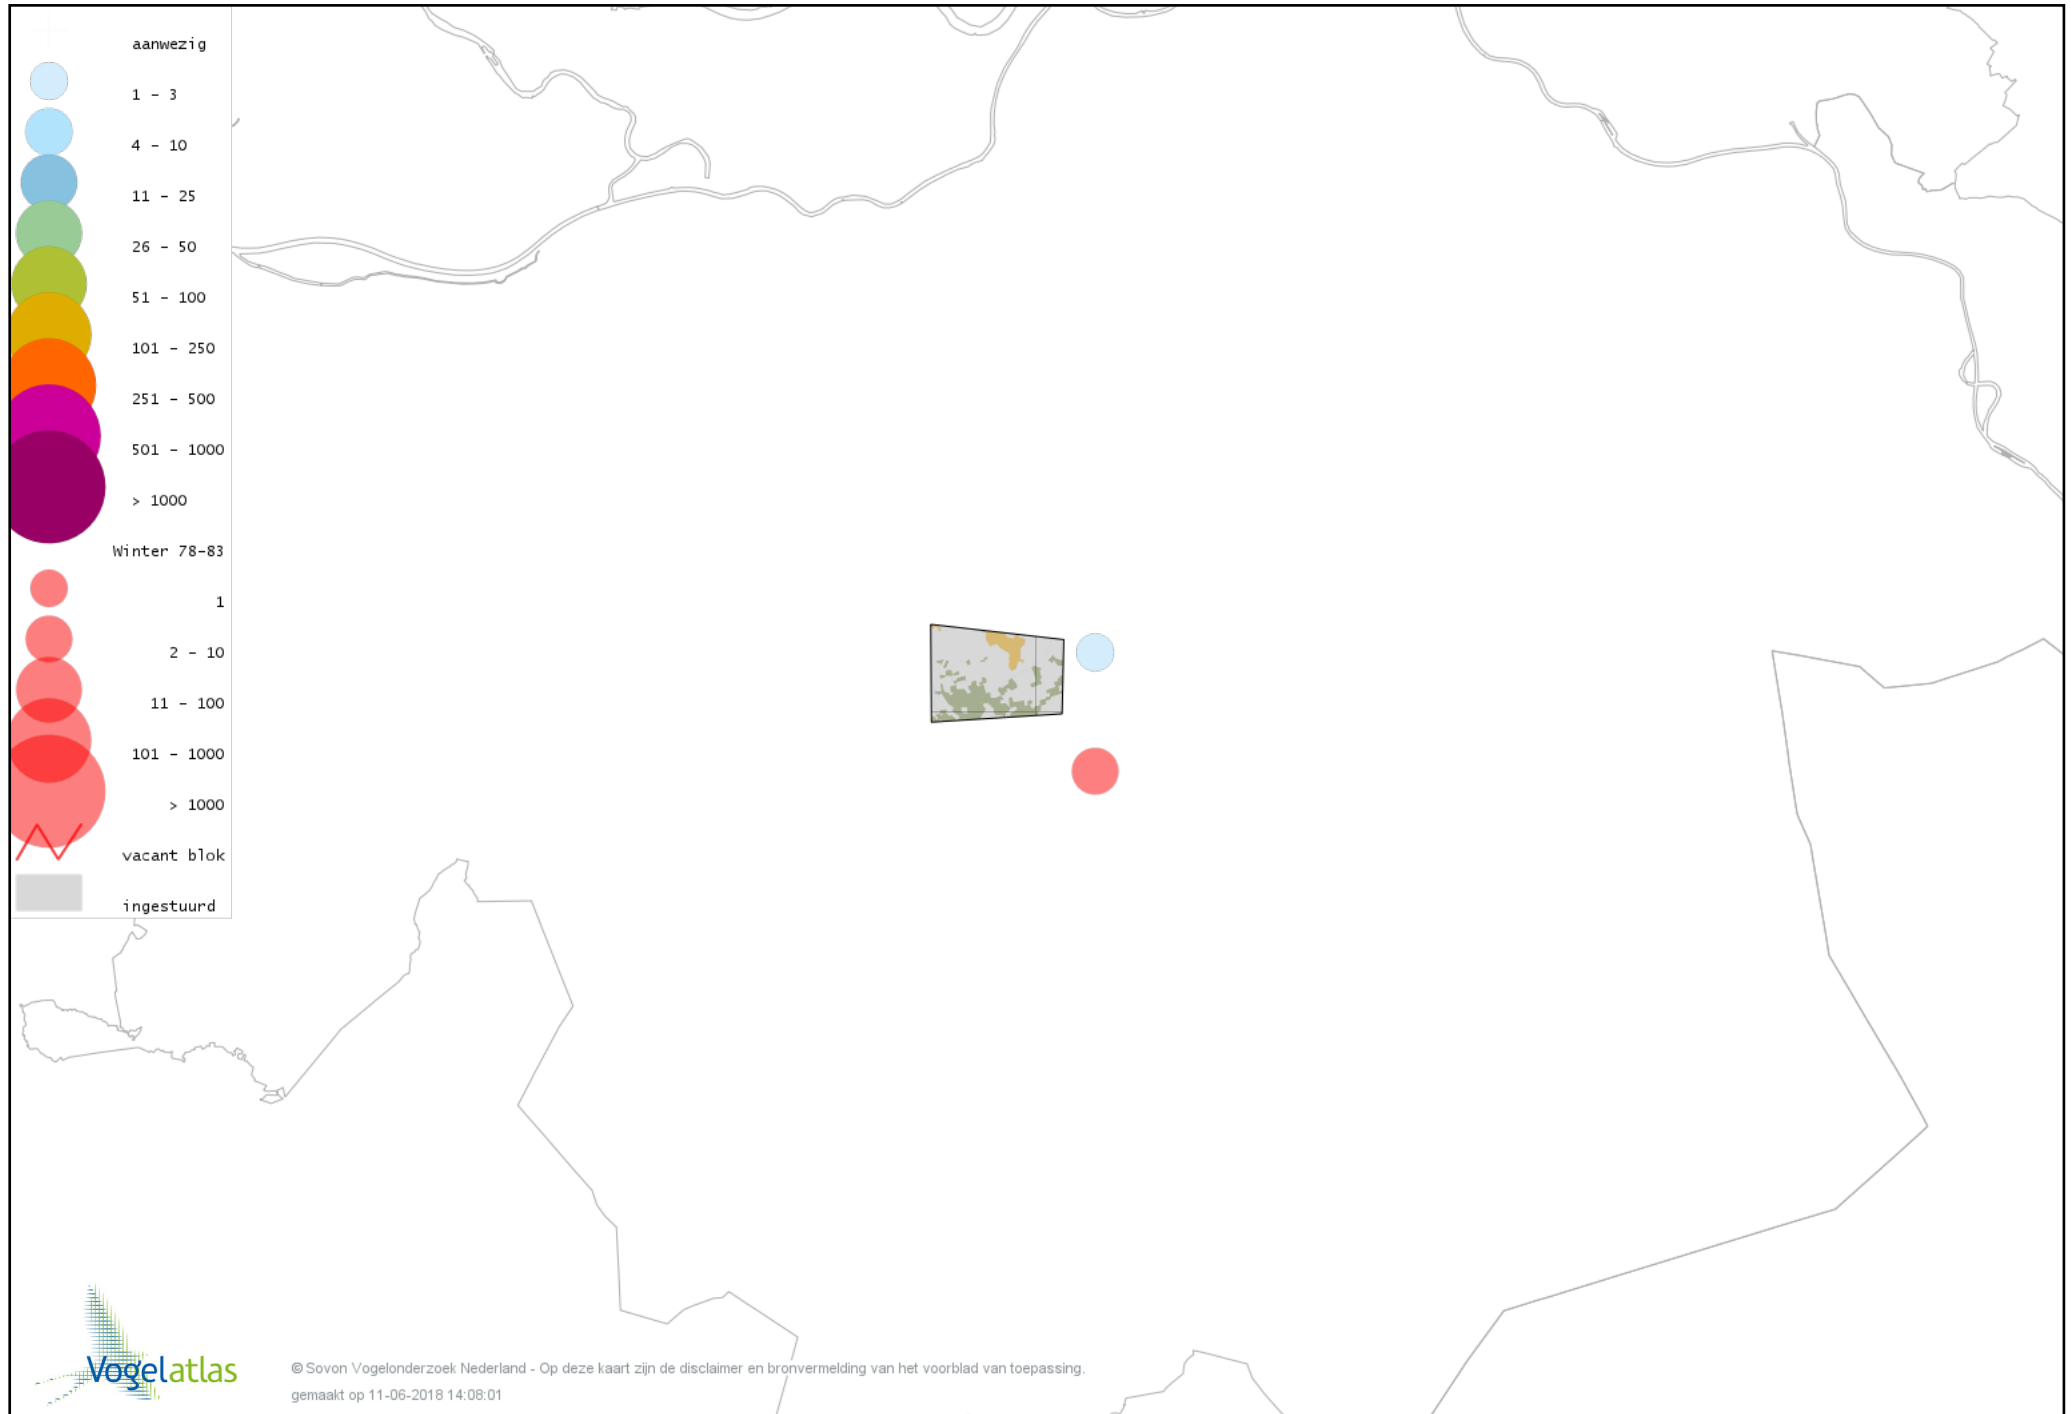 aanwezig
1 - 3
4 - 10
11 - 25
26 - 50
51 - 100
101 - 250
251 - 500
501 - 1000
> 1000
Winter 78-83
1
2 - 10
11 - 100
101 - 1000
> 1000
vacant blok
ingestuurd
Vogelatlas
© Sovon Vogelonderzoek Nederland - Op deze kaart zijn de disclaimer en bronvermelding van het voorblad van toepassing.
gemaakt op 11-06-2018 14:08:01